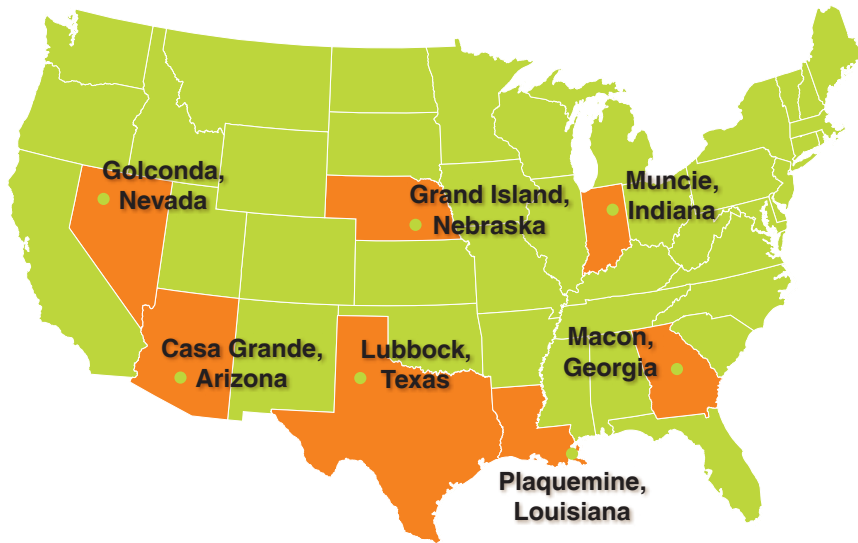 Golconda,
Nevada
Grand Island,
Nebraska
Muncie,
Indiana
Casa Grande,
Arizona
Lubbock,
Texas
Macon,
Georgia
Plaquemine,
Louisiana